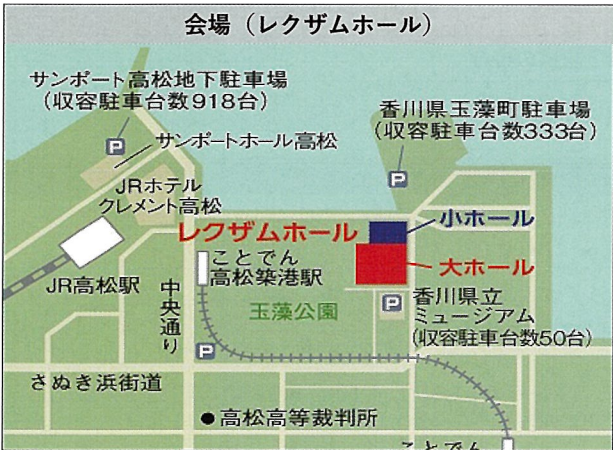 会場（レクザムホール）
サンポート高松地下駐車場
（収容駐車台数918台）
香川県玉藻町駐車場
（収容駐車台数333台）
P
サンポートホール高松
P
JRホテル
クレメント高松
レクザムホール
小ホール
ことでん
高松築港駅
大ホール
JR高松駅
中央通り
玉藻公園
P
香川県立
ミュージアム
（収容駐車台数50台）
P
さぬき浜街道
●高松高等裁判所
ことでん